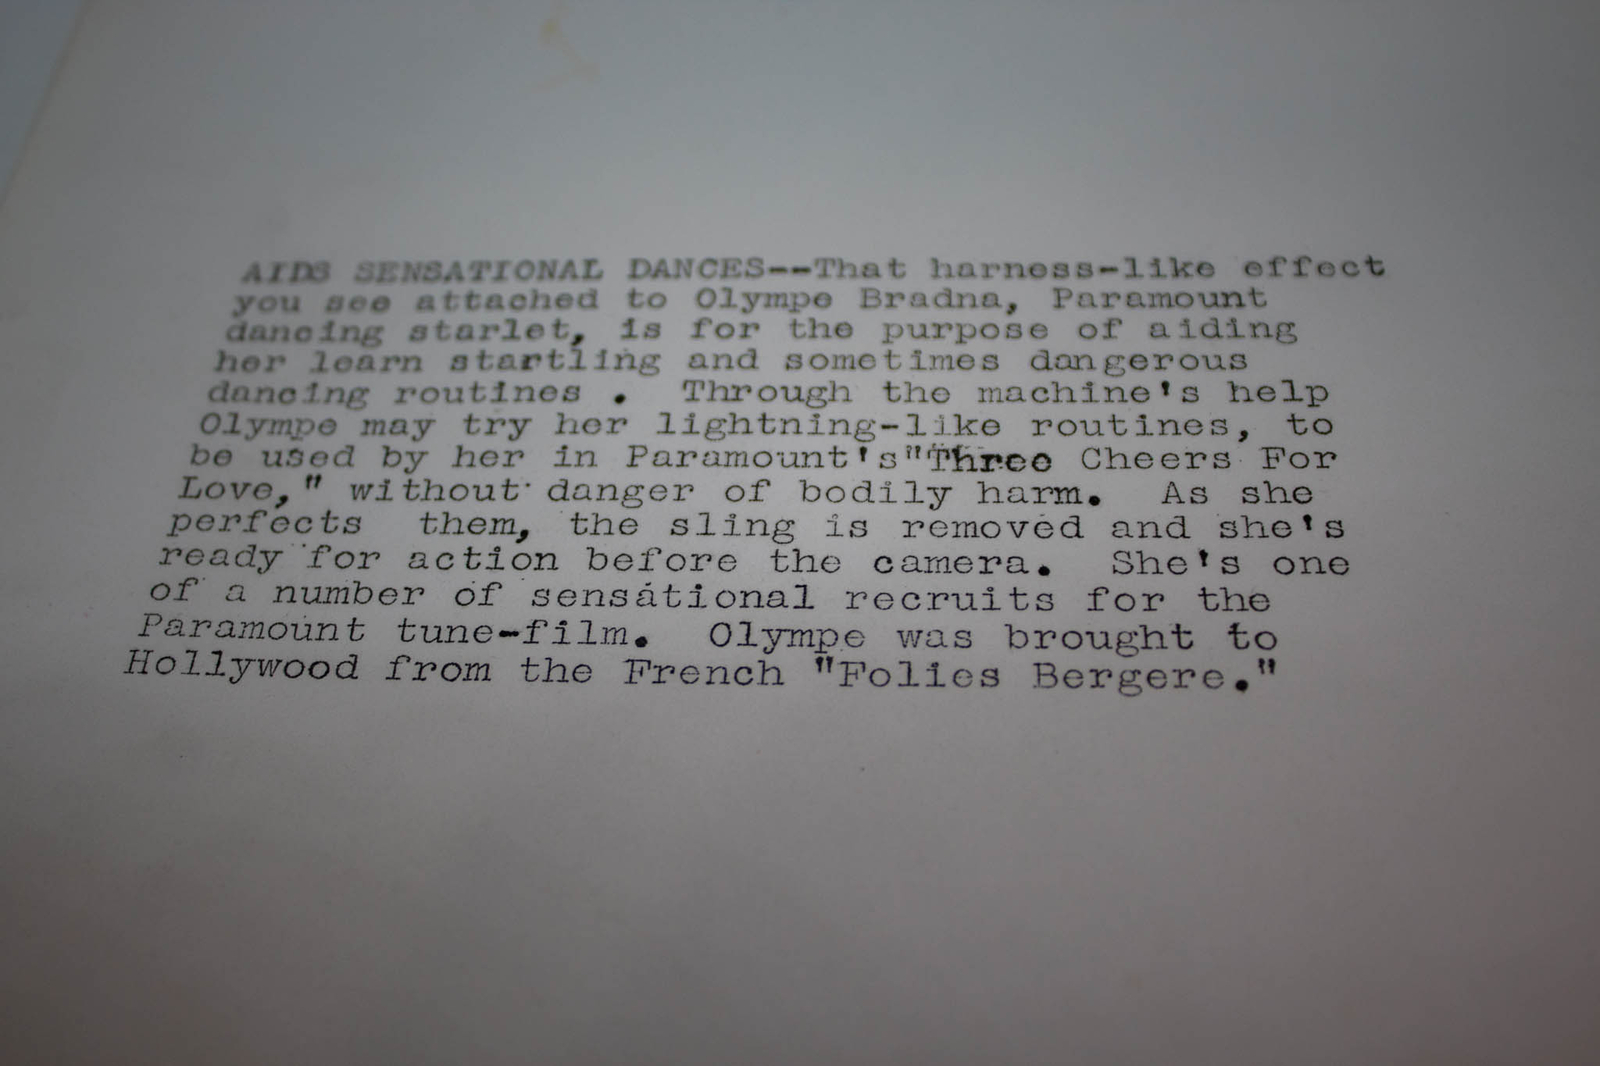 AIDS SENSATIONAL DANCES--That harness-like effect
you see attached to Olympe Bradna, Paramount
dancing starlet, is for the purpose of aiding
her learn startling and sometimes dangerous
dancing routines . Through the machine's help
Olympe may try her lightning-like routines, to
be used by her in Paramount's"Three Cheers For
Love," without danger of bodily harm. As she
perfects them, the sling is removed and she's
ready for action before the camera. She's one
of a number of sensational recruits for the
Paramount tune-film. Olympe was brought to
Hollywood from the French "Folies Bergere."